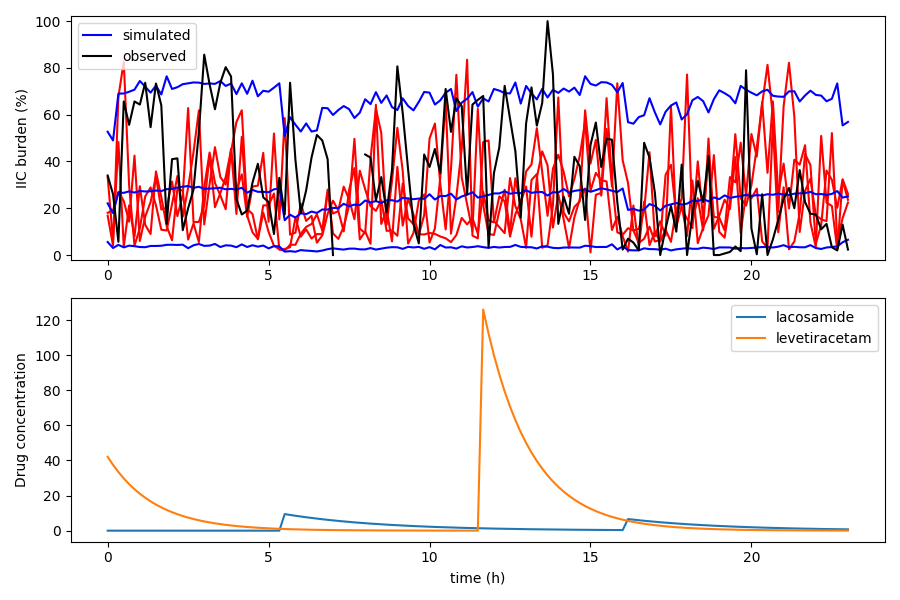 100
80
60
40
20
0
IIC burden (%)
simulated
observed
0 5 10 15 20
120
100
80
60
40
20
0
Drug concentration
lacosamide
levetiracetam
0 5 10 15 20
time (h)